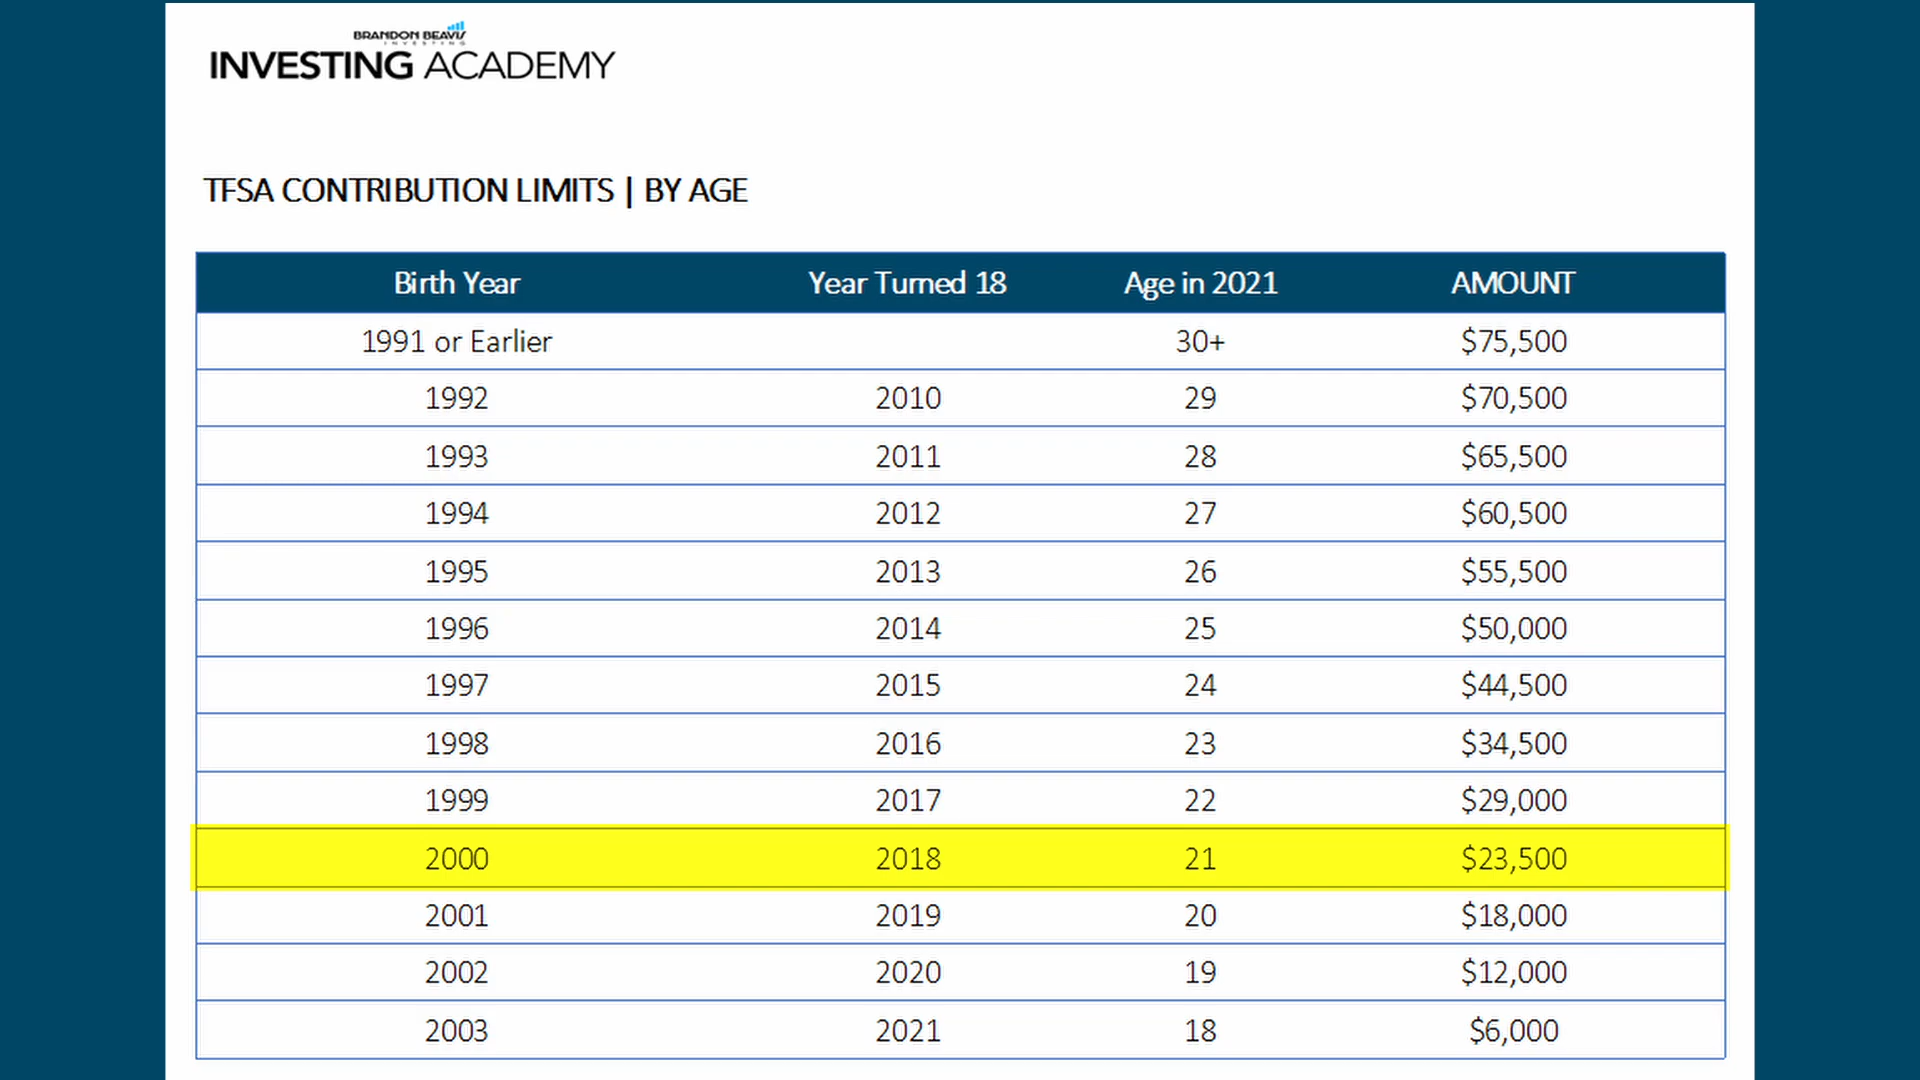 BRANDON BEAVIS
INVESTING
INVESTING ACADEMY
TFSA CONTRIBUTION LIMITS | BY AGE
Birth Year Year Turned 18 Age in 2021 AMOUNT
1991 or Earlier 30+ $75,500
1992 2010 29 $70,500
1993 2011 28 $65,500
1994 2012 27 $60,500
1995 2013 26 $55,500
1996 2014 25 $50,000
1997 2015 24 $44,500
1998 2016 23 $34,500
1999 2017 22 $29,000
2000 2018 21 $23,500
2001 2019 20 $18,000
2002 2020 19 $12,000
2003 2021 18 $6,000